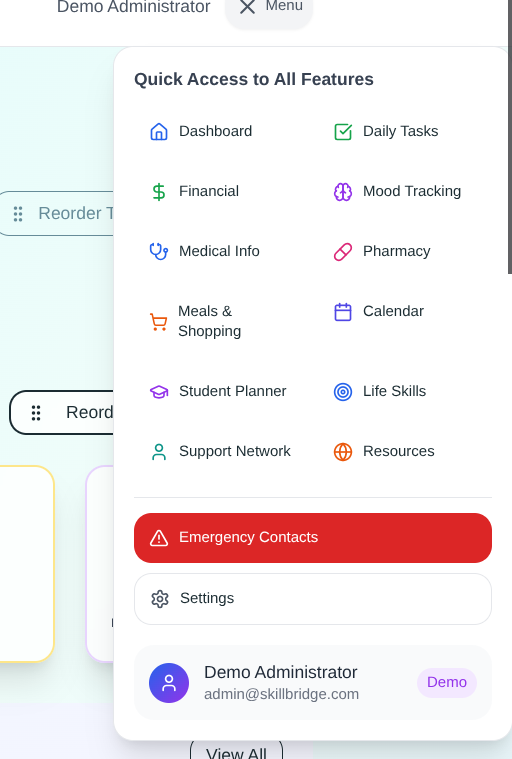 Demo Administrator
Menu
Quick Access to All Features
Dashboard
Daily Tasks
Financial
Mood Tracking
Reorder T
Medical Info
Pharmacy
Meals &
Shopping
Calendar
Student Planner
Life Skills
Reord
Support Network
Resources
Emergency Contacts
Settings
Demo Administrator
admin@skillbridge.com
Demo
View All